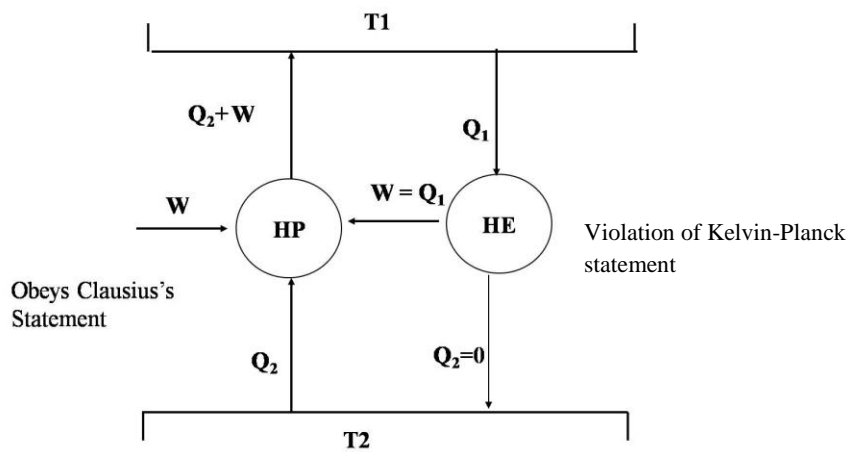 T1
Q₂+W
Q₁
W = Q₁
W
HP
HE
Violation of Kelvin-Planck
statement
Obeys Clausius's
Statement
Q₂
Q₂=0
T2